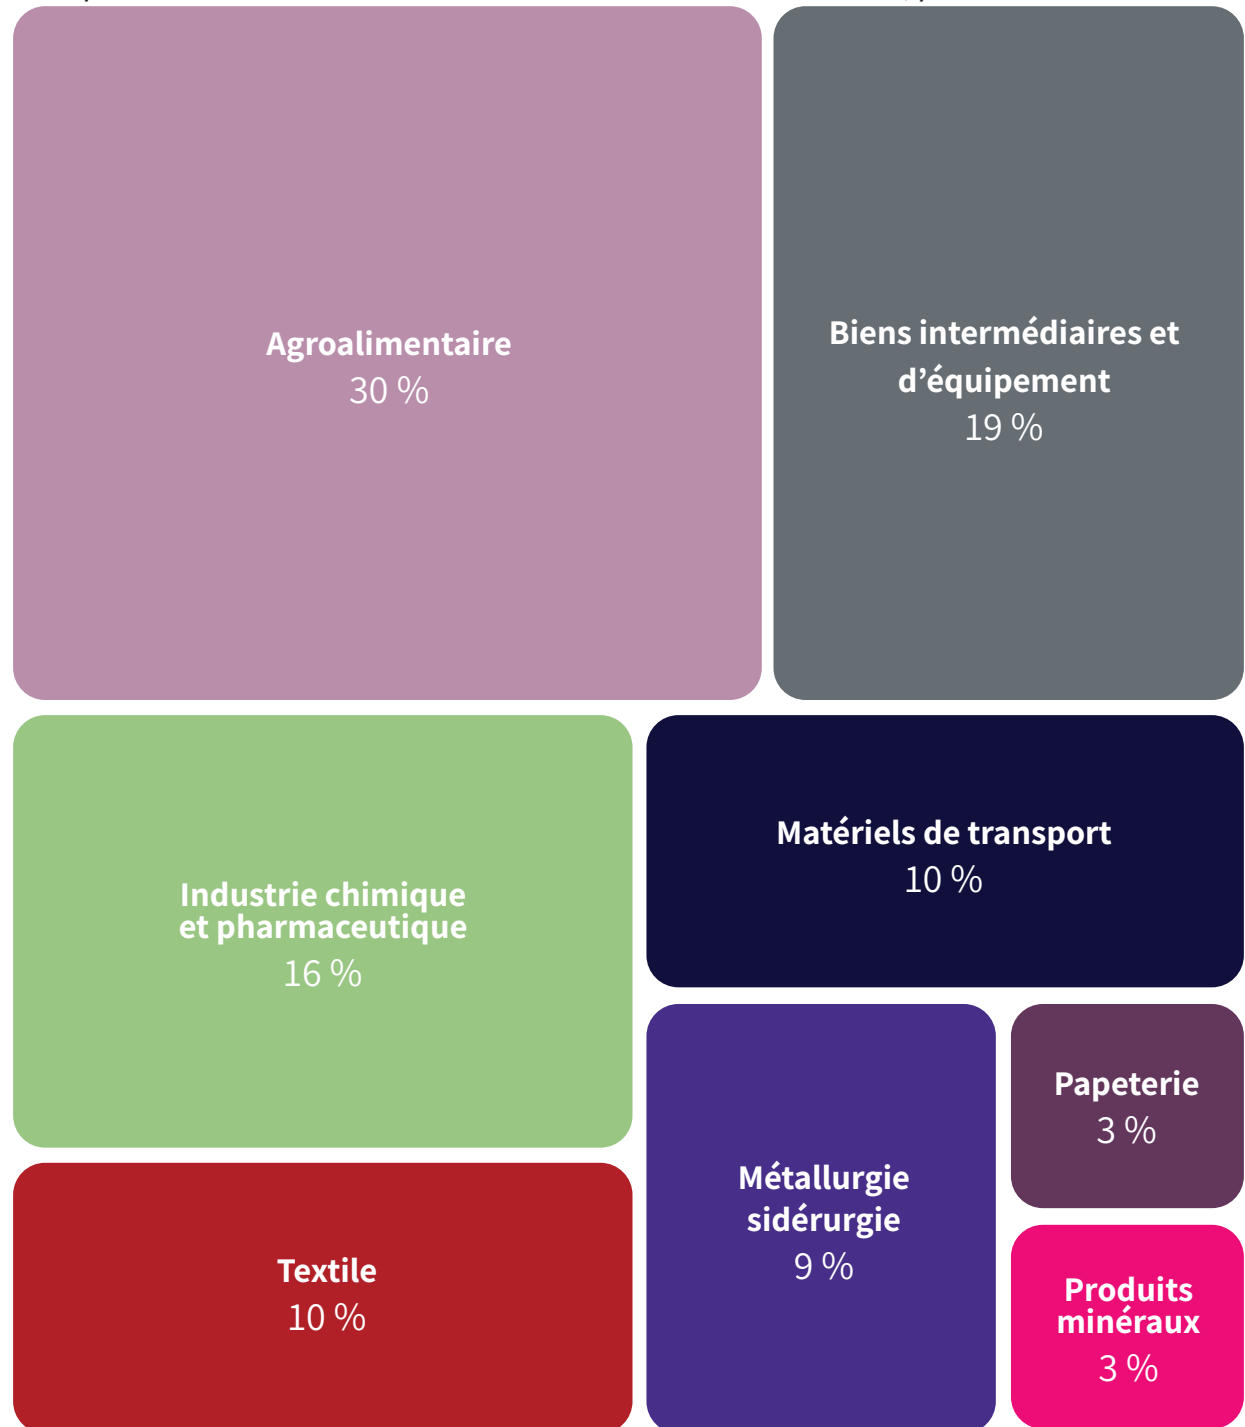 Agroalimentaire
30 %
Biens intermédiaires et
d’équipement
19 %
Industrie chimique
et pharmaceutique
16 %
Matériels de transport
10 %
Textile
10 %
Métallurgie
sidérurgie
9 %
Papeterie
3 %
Produits
minéraux
3 %